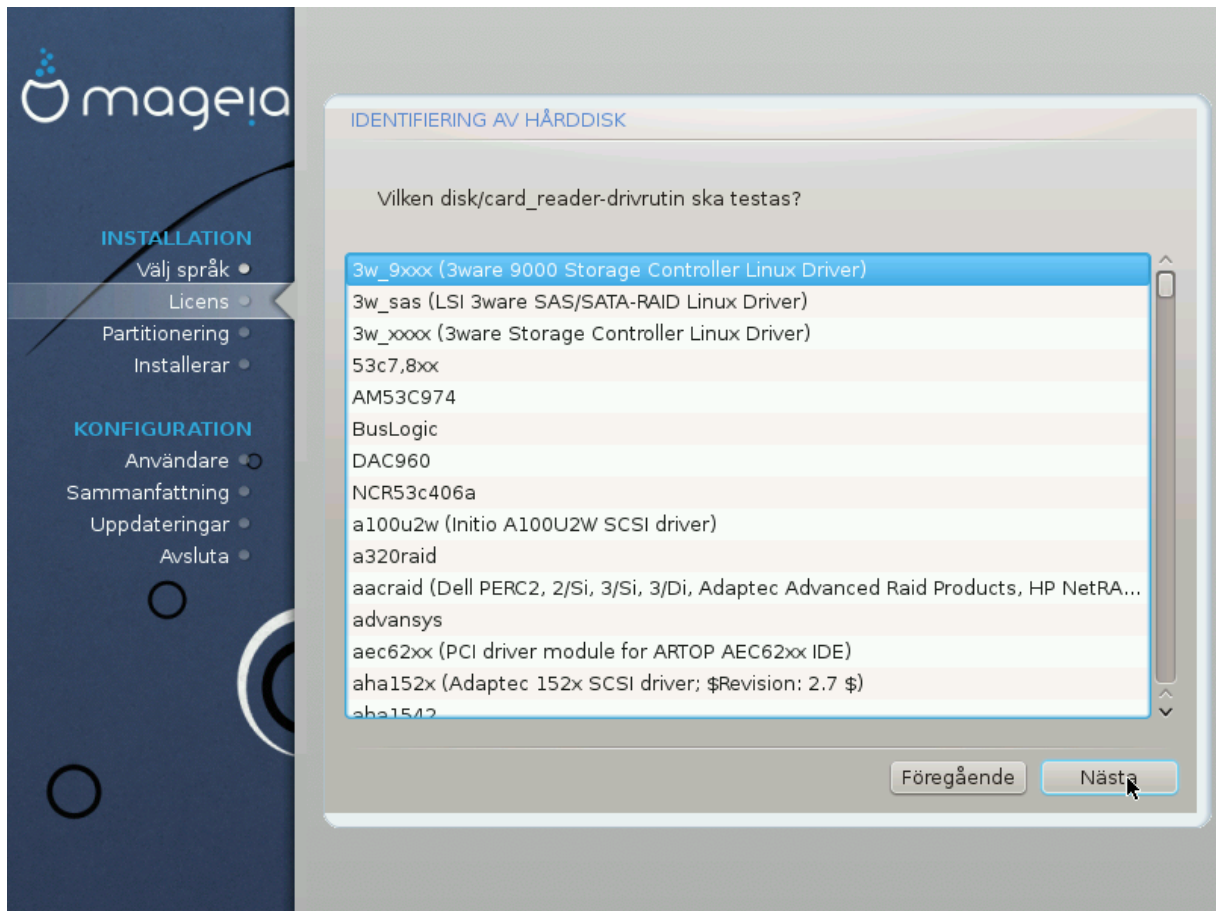 mageia
INSTALLATION
Välj språk
Licens
Partitionering
Installerar
KONFIGURATION
Användare
Sammanfattning
Uppdateringar
Avsluta
IDENTIFIERING AV HÅRDDISK
Vilken disk/card_reader-drivrutin ska testas?
3w_9xxx (3ware 9000 Storage Controller Linux Driver)
3w_sas (LSI 3ware SAS/SATA-RAID Linux Driver)
3w_xxxx (3ware Storage Controller Linux Driver)
53c7,8xx
AM53C974
BusLogic
DAC960
NCR53c406a
a100u2w (Initio A100U2W SCSI driver)
a320raid
aacraid (Dell PERC2, 2/Si, 3/Si, 3/Di, Adaptec Advanced Raid Products, HP NetRA...
advansys
aec62xx (PCI driver module for ARTOP AEC62xx IDE)
aha152x (Adaptec 152x SCSI driver; $Revision: 2.7 $)
aha1542
Föregående
Nästa